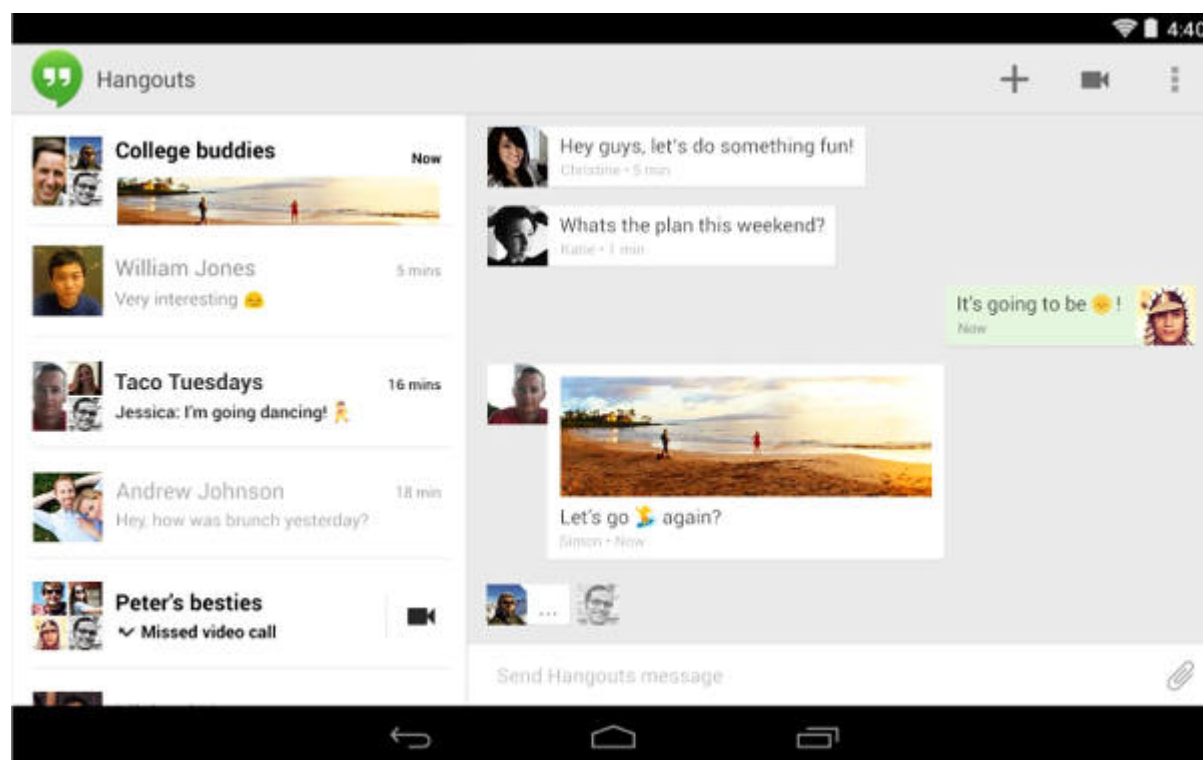 4:40
Hangouts
College buddies
Now
William Jones
5 mins
Very interesting 😊
Taco Tuesdays
16 mins
Jessica: I'm going dancing! 💃
Andrew Johnson
18 min
Hey, how was brunch yesterday?
Peter's besties
Missed video call
Hey guys, let's do something fun!
Christine • 5 min
Whats the plan this weekend?
Katie • 1 min
It's going to be 🌞 !
Now
Let's go 🏄 again?
Simon • Now
...
Send Hangouts message